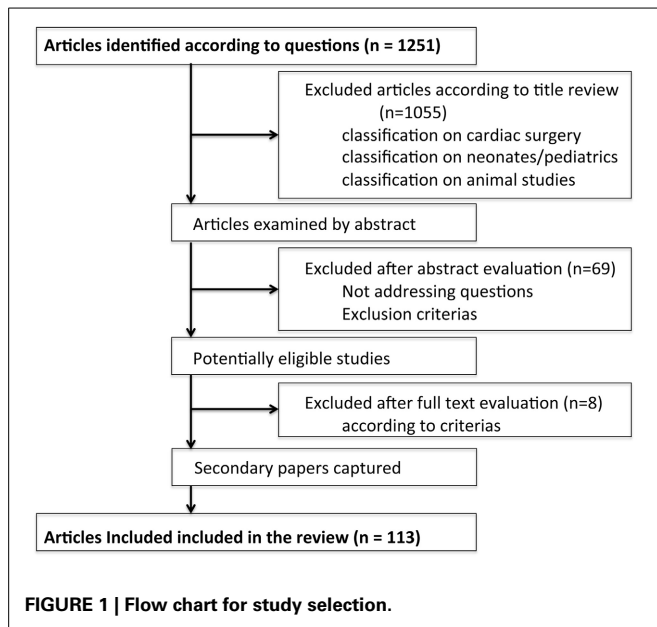 Articles identified according to questions (n = 1251)
Excluded articles according to title review
(n=1055)
classification on cardiac surgery
classification on neonates/pediatrics
classification on animal studies
Articles examined by abstract
Excluded after abstract evaluation (n=69)
Not addressing questions
Exclusion criterias
Potentially eligible studies
Excluded after full text evaluation (n=8)
according to criterias
Secondary papers captured
Articles Included included in the review (n = 113)
FIGURE 1 | Flow chart for study selection.